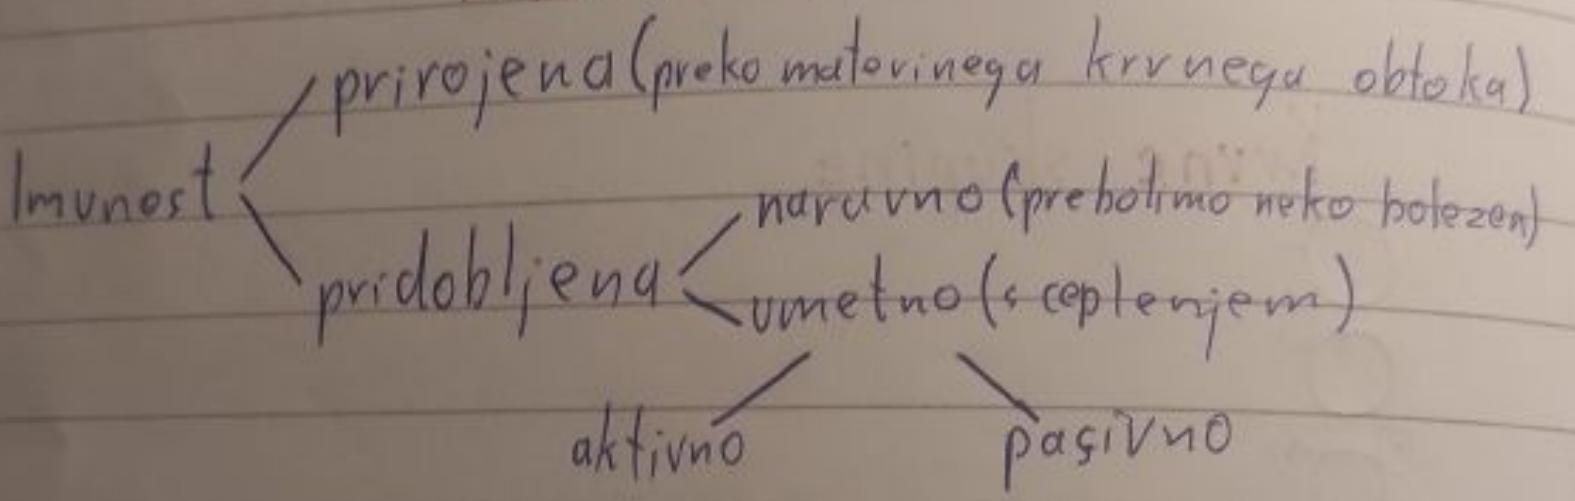 prirojena (preko materinega krvnega obtoka)
Imunost
naravno (prebolimo neko bolezen)
pridobljena
umetno (s cepljenjem)
aktivno pasivno